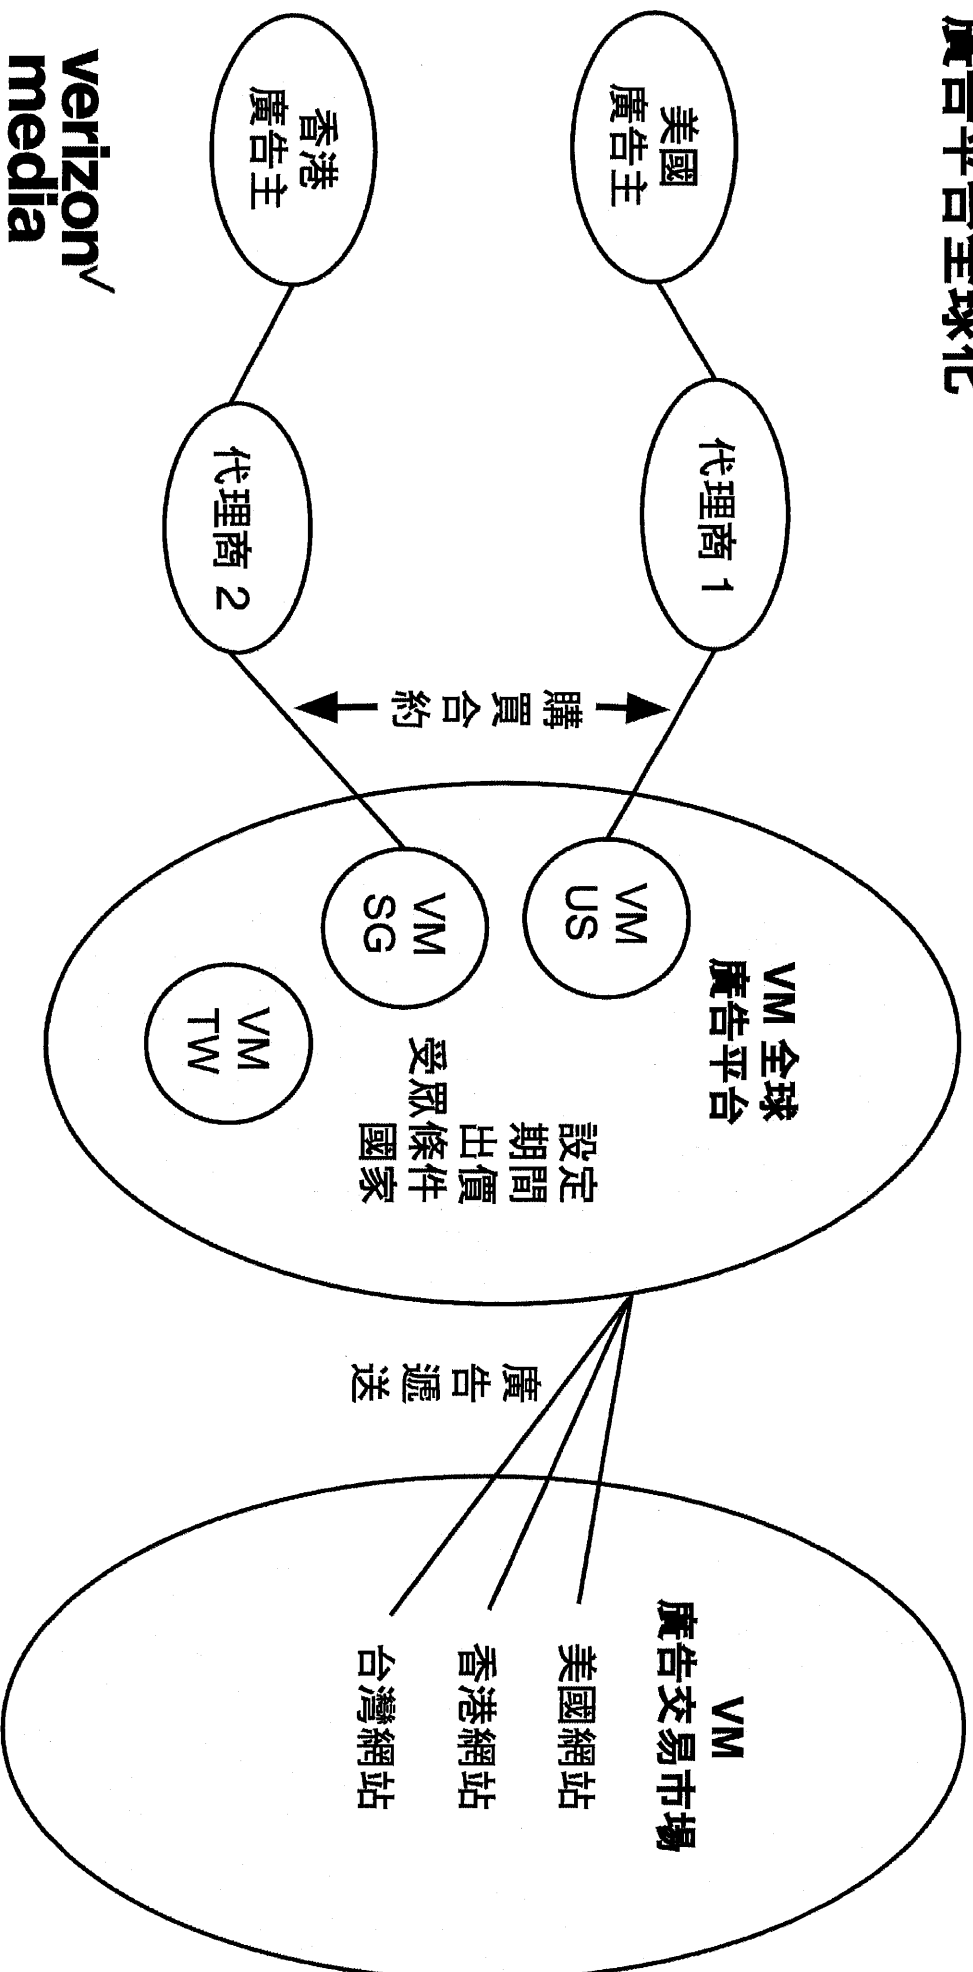 廣告平台全球化
美國
廣告主
代理商 1
香港
廣告主
代理商 2
購買合約
VM 全球
廣告平台
VM
US
VM
SG
VM
TW
設定
期間
出價
受眾條件
國家
廣告遞送
VM
廣告交易市場
美國網站
香港網站
台灣網站
verizon√
media